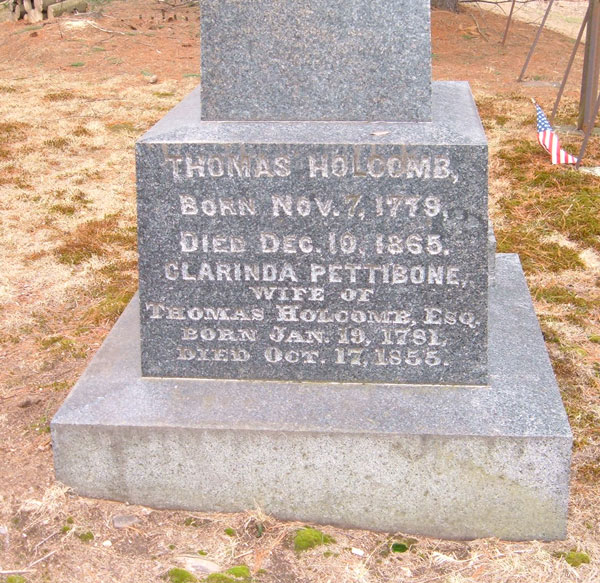 THOMAS HOLCOMB,
BORN NOV. 7, 1779,
DIED DEC. 10, 1865.
CLARINDA PETTIBONE,
WIFE OF
THOMAS HOLCOMB, ESQ.
BORN JAN. 19, 1781,
DIED OCT. 17, 1855.